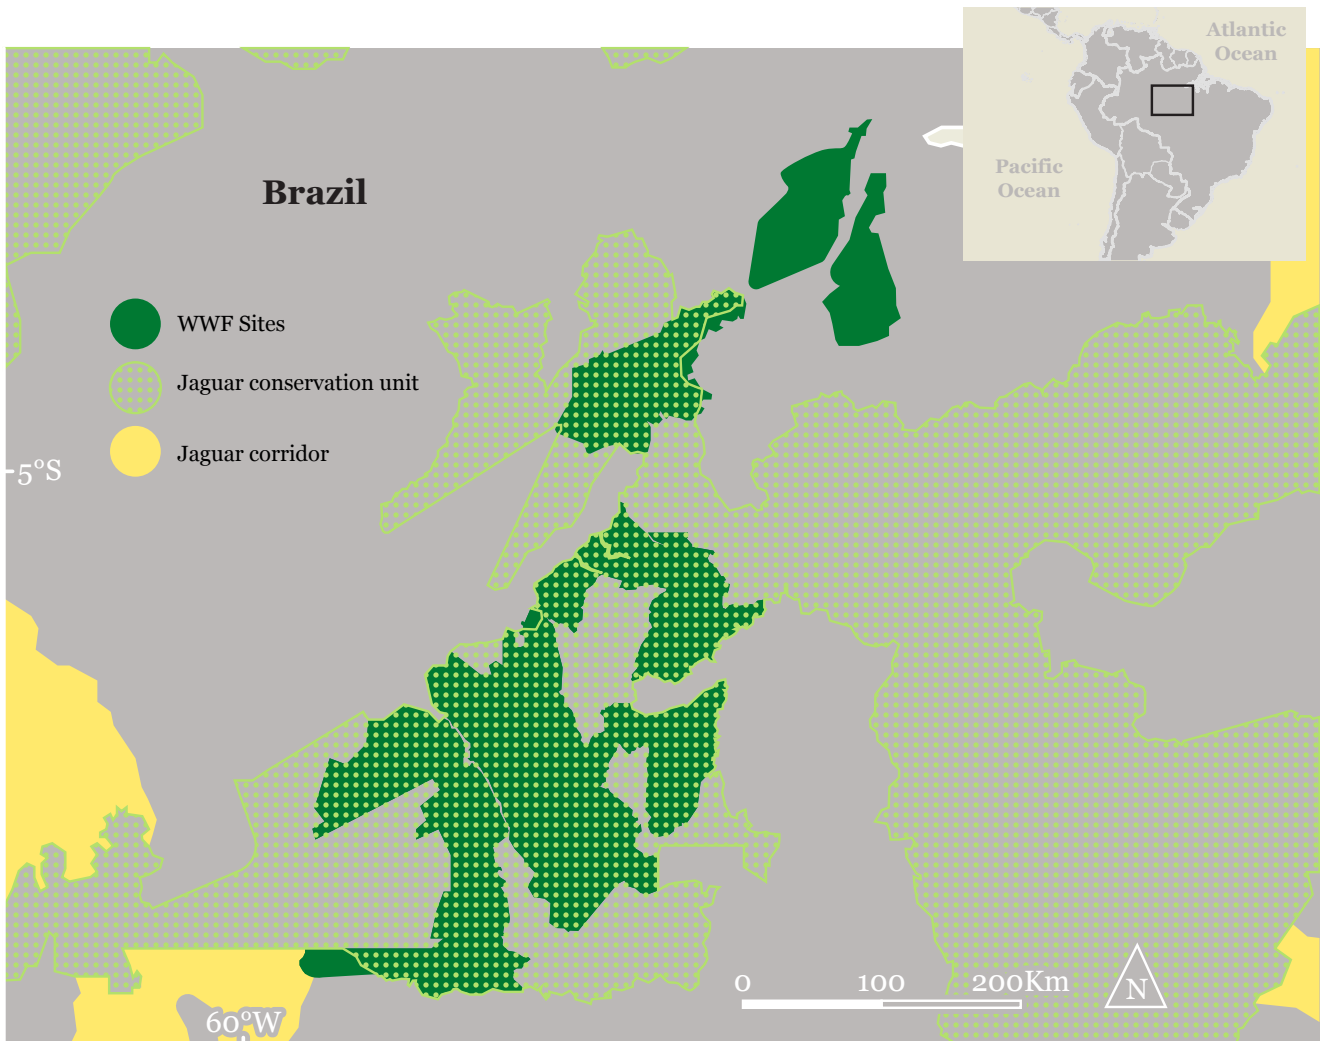 Atlantic
Ocean
Pacific
Ocean
Brazil
WWF Sites
Jaguar conservation unit
Jaguar corridor
5°S
0 100 200Km
N
60°W